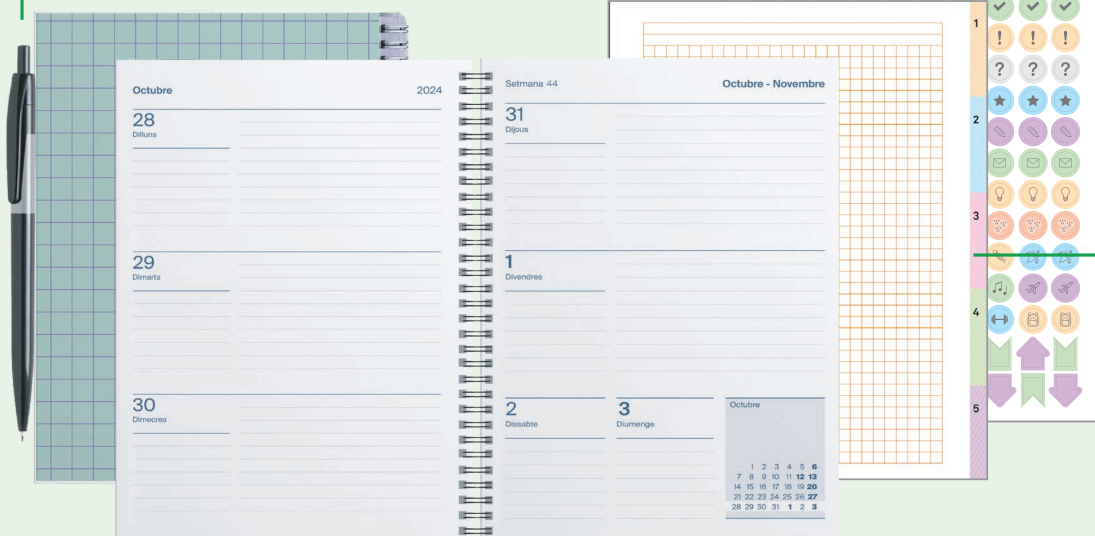 Octubre 2024
28
Dilluns
29
Dimarts
30
Dimecres
Setmana 44 Octubre - Novembre
31
Dijous
1
Divendres
2
Dissabte
3
Diumenge
Octubre
1 2 3 4 5 6
7 8 9 10 11 12 13
14 15 16 17 18 19 20
21 22 23 24 25 26 27
28 29 30 31 1 2 3
1
2
3
4
5
! ! !
? ? ?